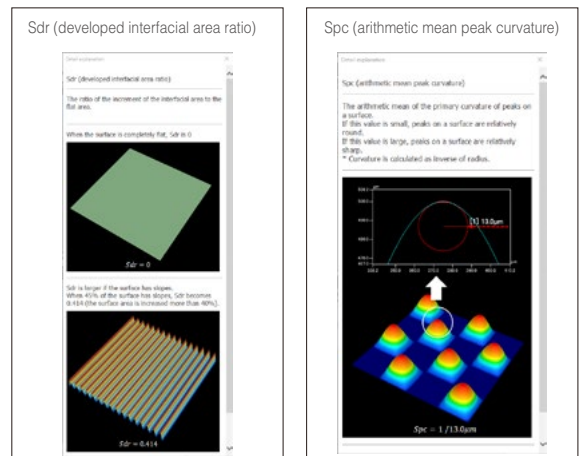 Sdr (developed interfacial area ratio)
Detail explanation
Sdr (developed interfacial area ratio)
The ratio of the increment of the interfacial area to the
flat area.
When the surface is completely flat, Sdr is 0
Sdr = 0
Sdr is larger if the surface has slopes.
When 45% of the surface has slopes, Sdr becomes
0.414 (the surface area is increased more than 40%).
Sdr = 0.414
Spc (arithmetic mean peak curvature)
Detail explanation
Spc (arithmetic mean peak curvature)
The arithmetic mean of the primary curvature of peaks on
a surface.
If this value is small, peaks on a surface are relatively
round.
If this value is large, peaks on a surface are relatively
sharp.
* Curvature is calculated as inverse of radius.
[1] 13.0μm
Spc = 1 /13.0μm